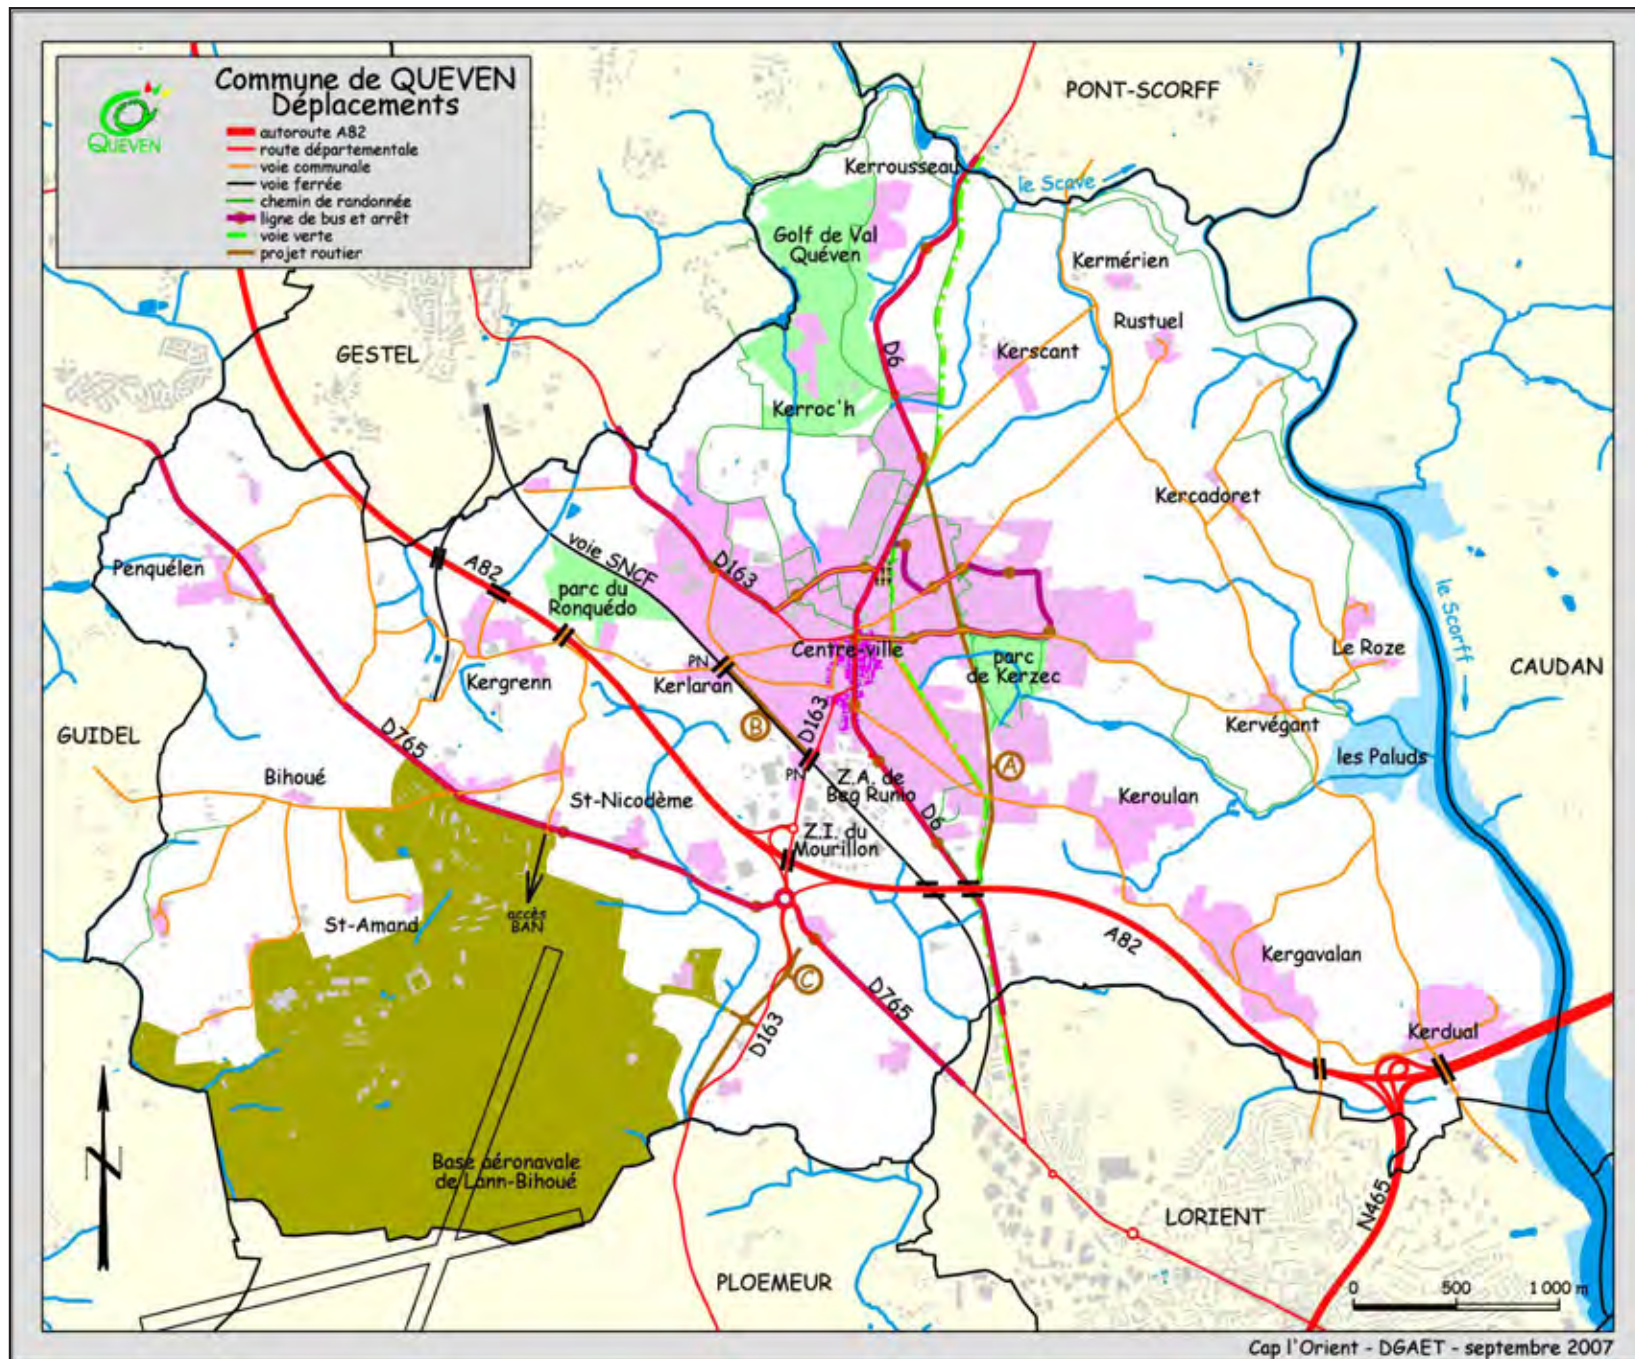 Commune de QUEVEN
Déplacements
QUEVEN
autoroute A82
route départementale
voie communale
voie ferrée
chemin de randonnée
ligne de bus et arrêt
voie verte
projet routier
PONT-SCORFF
Kerrousseau
le Scave
Golf de Val
Quéven
Kermérien
Rustuel
GESTEL
D6
Kerscant
Kerroc'h
Kercadoret
voie SNCF
Penquélen
A82
D163
parc du
Ronquédo
le Scorff
Centre-ville
parc
de Kerzec
Le Roze
CAUDAN
PN
Kerlaran
Kergrenn
GUIDEL
D765
B
D163
Kervégant
Bihoué
PN
Z.A. de
Beg Runio
A
les Paluds
St-Nicodème
Keroulan
D6
Z.I. du
Mourillon
accès
BAN
St-Amand
A82
Kergavalan
C
D765
D163
Kerdual
Base aéronavale
de Lann-Bihoué
N465
LORIENT
PLOEMEUR
0 500 1 000 m
N
Cap l'Orient - DGAET - septembre 2007